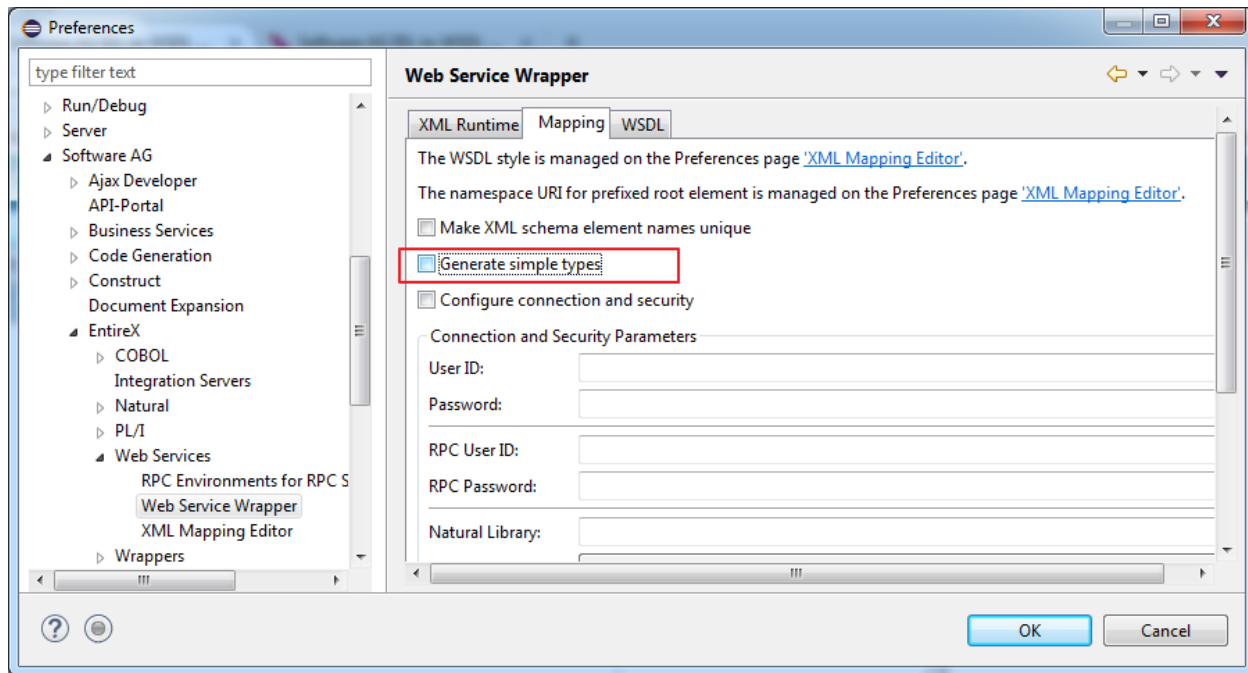 Preferences
type filter text
Run/Debug
Server
Software AG
Ajax Developer
API-Portal
Business Services
Code Generation
Construct
Document Expansion
EntireX
COBOL
Integration Servers
Natural
PL/I
Web Services
RPC Environments for RPC S
Web Service Wrapper
XML Mapping Editor
Wrappers
Web Service Wrapper
XML Runtime Mapping WSDL
The WSDL style is managed on the Preferences page 'XML Mapping Editor'.
The namespace URI for prefixed root element is managed on the Preferences page 'XML Mapping Editor'.
Make XML schema element names unique
Generate simple types
Configure connection and security
Connection and Security Parameters
User ID:
Password:
RPC User ID:
RPC Password:
Natural Library:
OK Cancel